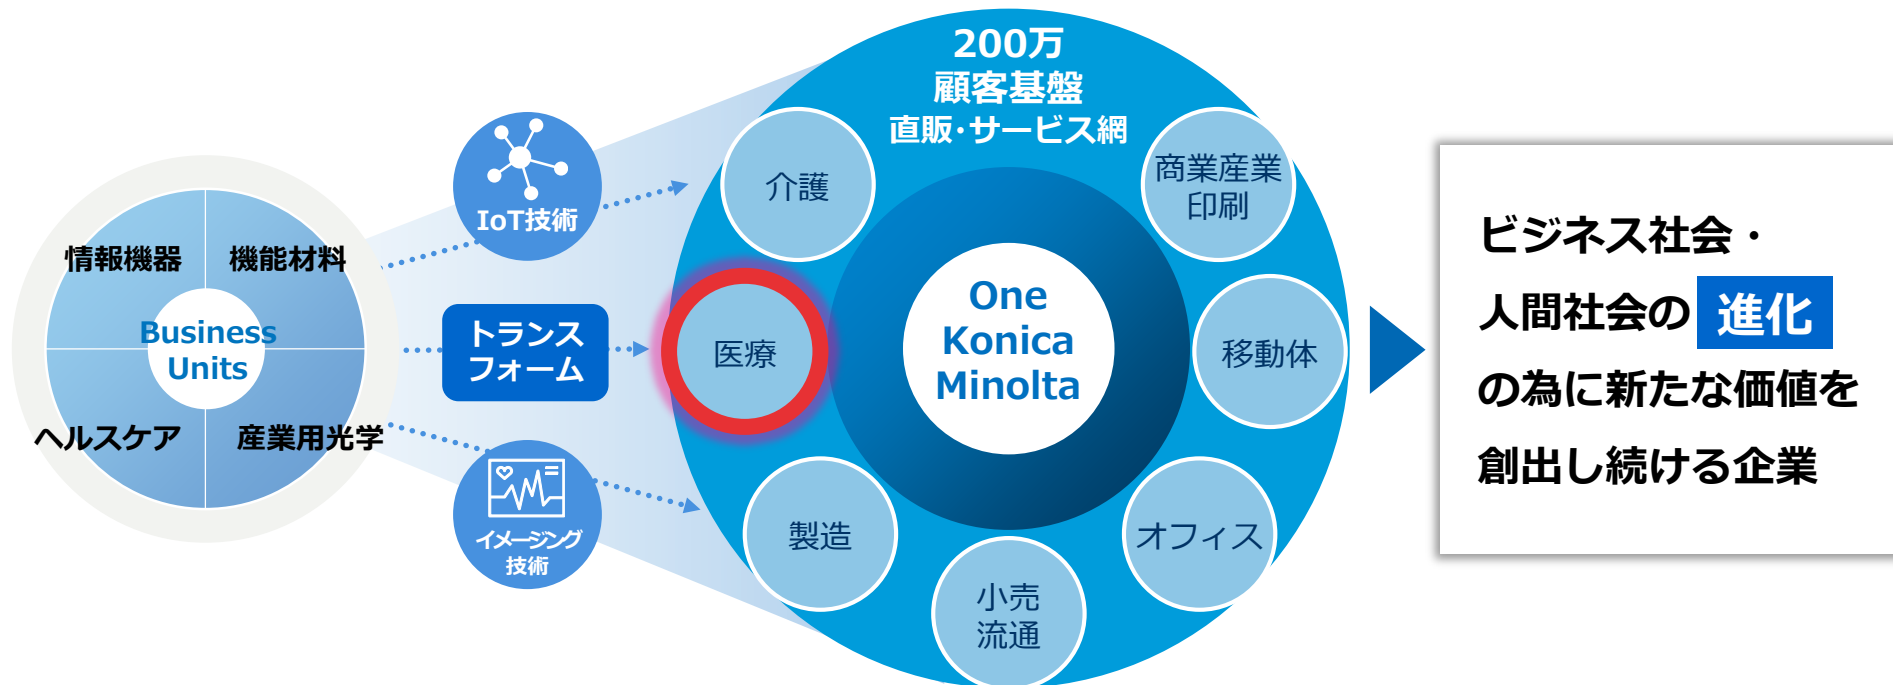 情報機器
機能材料
Business
Units
ヘルスケア
産業用光学
IoT技術
トランス
フォーム
イメージング
技術
200万
顧客基盤
直販・サービス網
介護
商業産業
印刷
医療
One
Konica
Minolta
移動体
製造
オフィス
小売
流通
ビジネス社会・
人間社会の 進化
の為に新たな価値を
創出し続ける企業